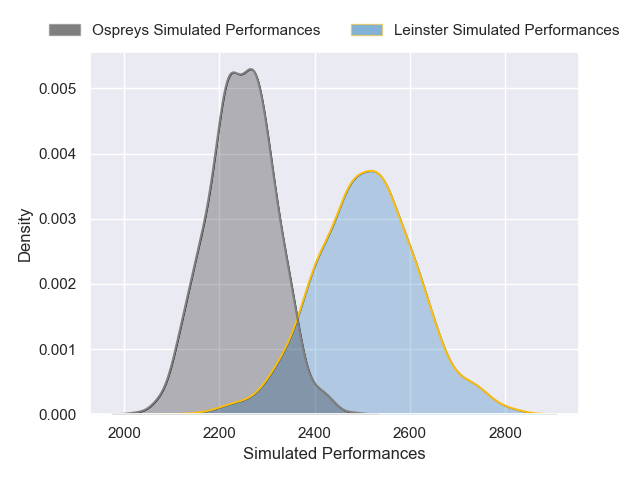 Ospreys Simulated Performances Leinster Simulated Performances
0.005
0.004
0.003
0.002
0.001
0.000
Density
2000 2200 2400 2600 2800
Simulated Performances